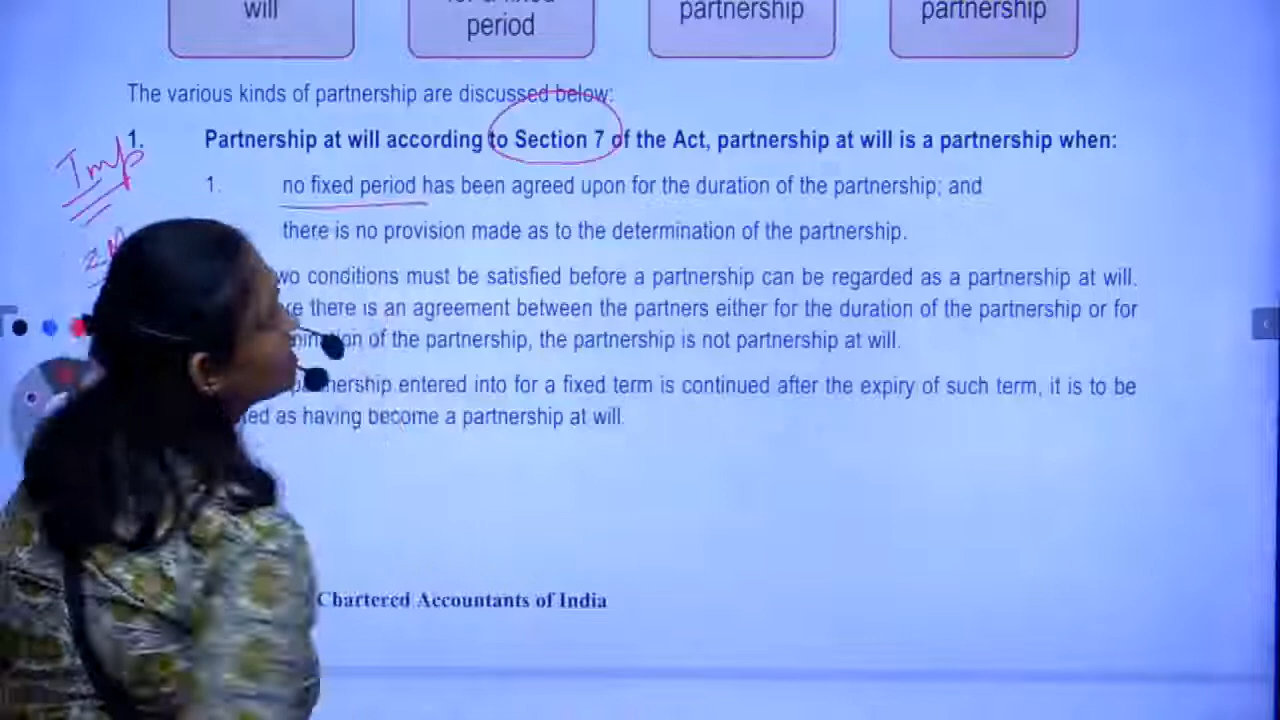 will
period
partnership
partnership
The various kinds of partnership are discussed below:
1. Partnership at will according to Section 7 of the Act, partnership at will is a partnership when:
Imp
1. no fixed period has been agreed upon for the duration of the partnership; and
there is no provision made as to the determination of the partnership.
conditions must be satisfied before a partnership can be regarded as a partnership at will.
there is an agreement between the partners either for the duration of the partnership or for
of the partnership, the partnership is not partnership at will.
entered into for a fixed term is continued after the expiry of such term, it is to be
as having become a partnership at will.
Chartered Accountants of India